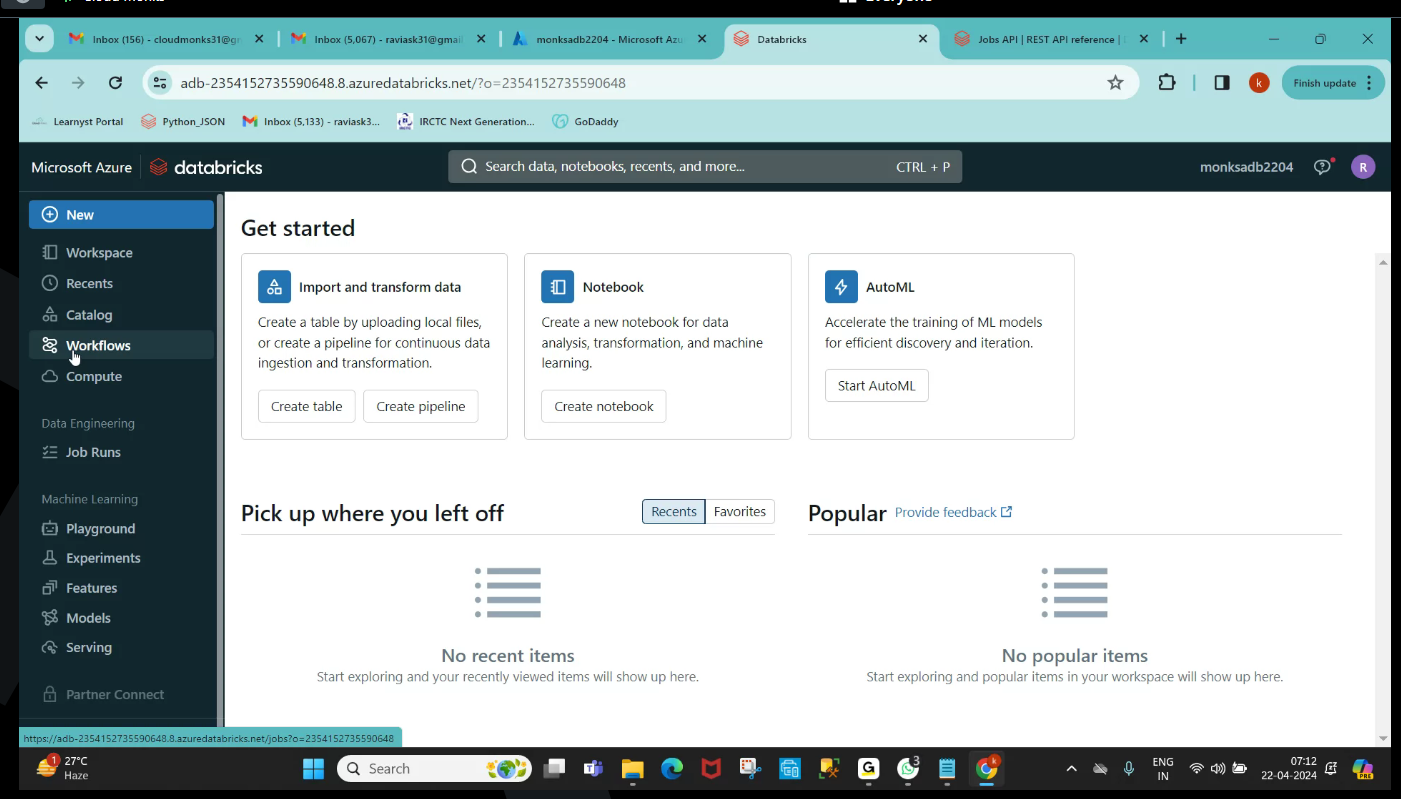 Inbox (156) - cloudmonks31@gm
Inbox (5,067) - raviask31@gmail
monksadb2204 - Microsoft Azu
Databricks
Jobs API | REST API reference |
adb-2354152735590648.8.azuredatabricks.net/?o=2354152735590648
k
Finish update
Learnyst Portal
Python_JSON
Inbox (5,133) - raviask3...
IRCTC Next Generation...
GoDaddy
Microsoft Azure
databricks
Search data, notebooks, recents, and more...
CTRL + P
monksadb2204
R
New
Workspace
Recents
Catalog
Workflows
Compute
Data Engineering
Job Runs
Machine Learning
Playground
Experiments
Features
Models
Serving
Partner Connect
Get started
Import and transform data
Create a table by uploading local files,
or create a pipeline for continuous data
ingestion and transformation.
Create table
Create pipeline
Notebook
Create a new notebook for data
analysis, transformation, and machine
learning.
Create notebook
AutoML
Accelerate the training of ML models
for efficient discovery and iteration.
Start AutoML
Pick up where you left off
Recents
Favorites
No recent items
Start exploring and your recently viewed items will show up here.
Popular
Provide feedback
No popular items
Start exploring and popular items in your workspace will show up here.
https://adb-2354152735590648.8.azuredatabricks.net/jobs?o=2354152735590648
1
27°C
Haze
Search
3
ENG
IN
07:12
22-04-2024
PRE